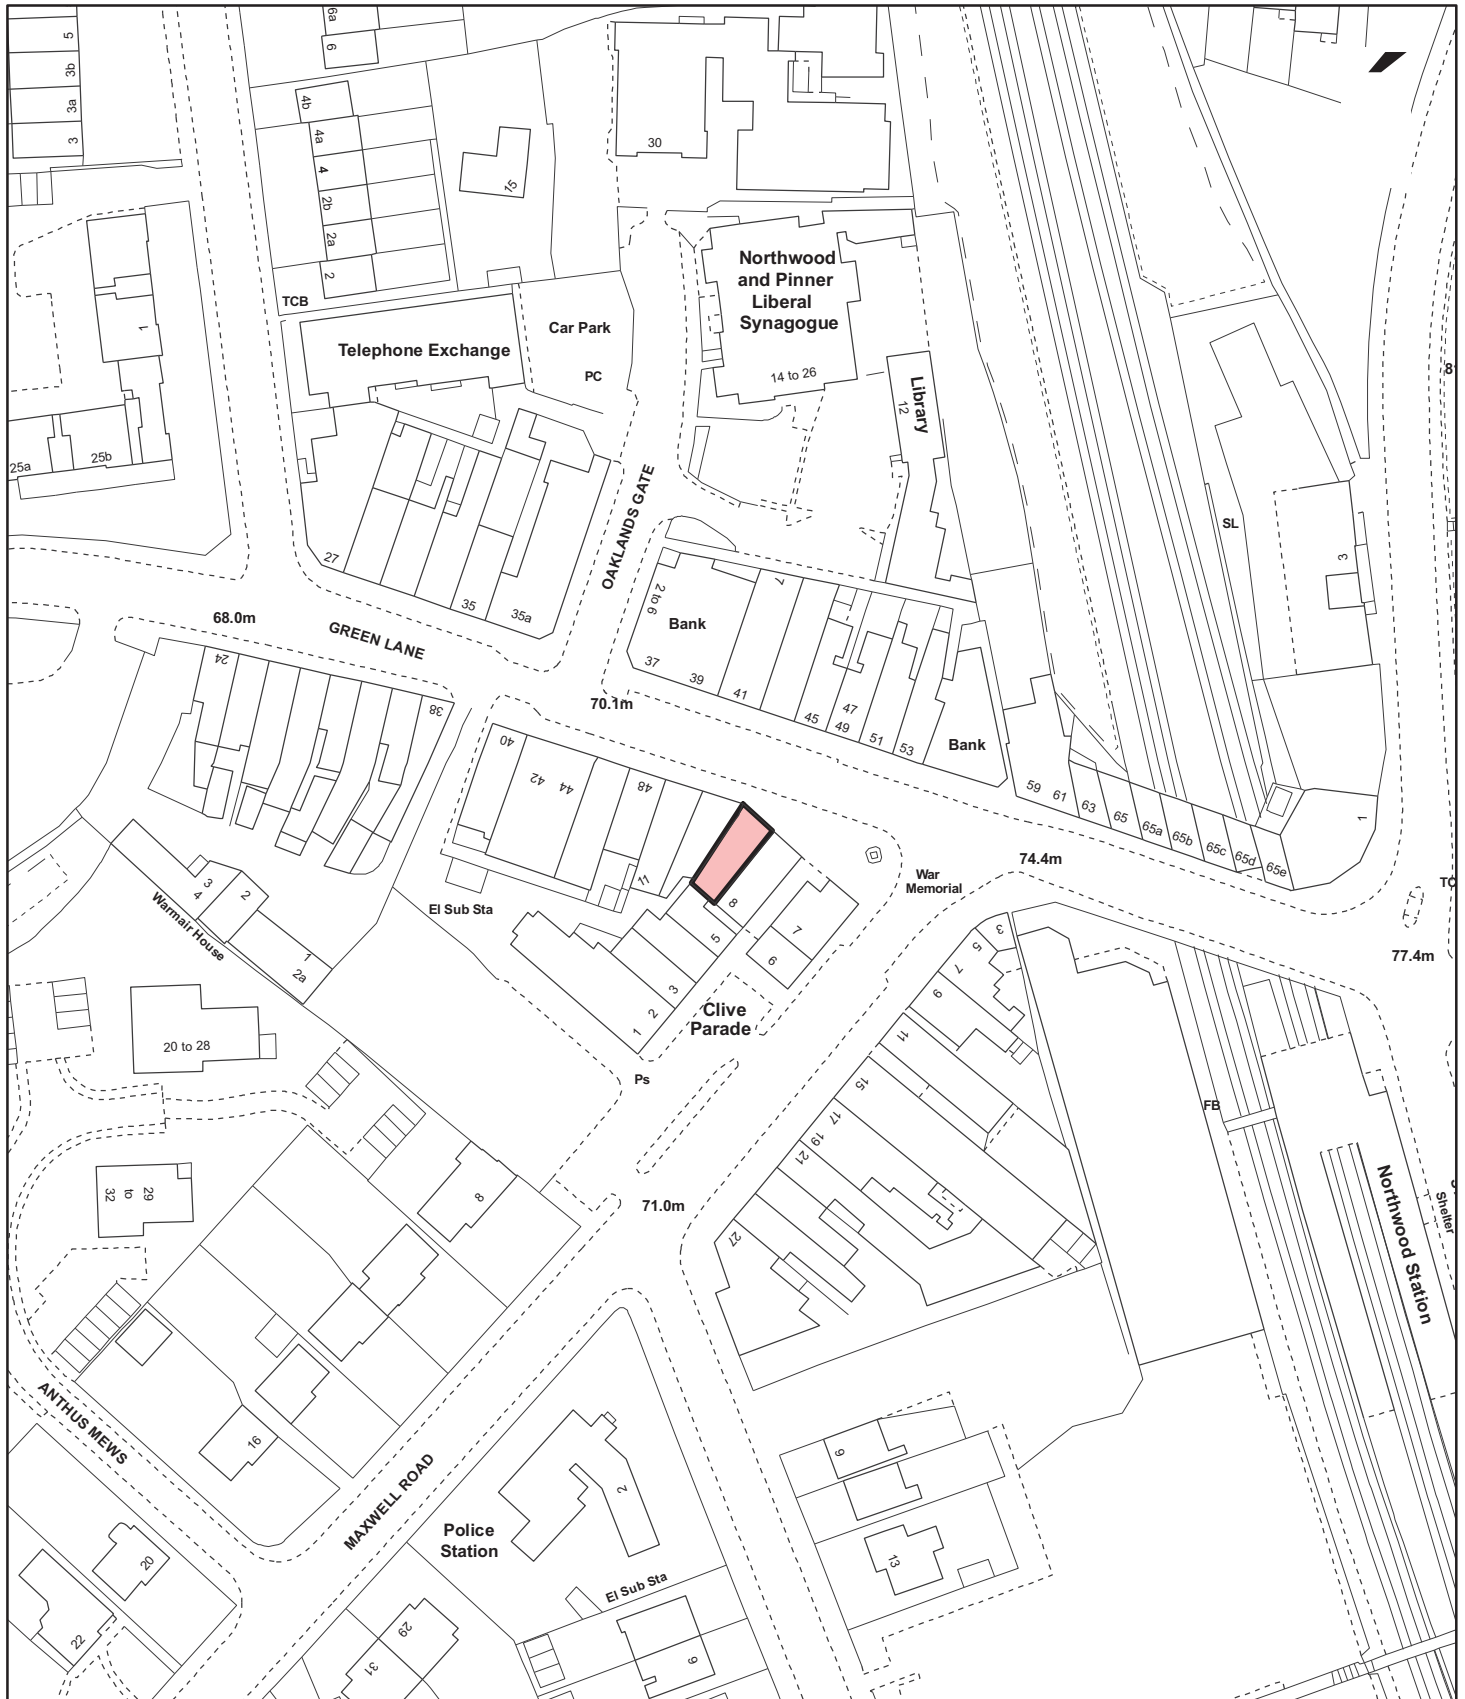 5
3b
3a
3
6a
6
4b
4a
4
2b
2a
2
15
30
TCB
Telephone Exchange
Car Park
PC
Northwood
and Pinner
Liberal
Synagogue
14 to 26
Library
12
1
25a
25b
SL
3
27
35
35a
OAKLANDS GATE
2 to 6
Bank
37
39
41
7
45
47
49
51
53
Bank
59
61
63
65
65a
65b
65c
65d
65e
1
68.0m
GREEN LANE
70.1m
74.4m
77.4m
24
38
40
42
44
48
11
War
Memorial
El Sub Sta
3
4
2
Warmair House
1
2a
8
7
6
5
3
2
1
Clive
Parade
Ps
3
5
7
9
11
15
17
19
21
27
20 to 28
29
to
32
8
71.0m
FB
Northwood Station
Shelter
ANTHUS MEWS
16
MAXWELL ROAD
Police
Station
2
El Sub Sta
9
13
20
22
29
31
9